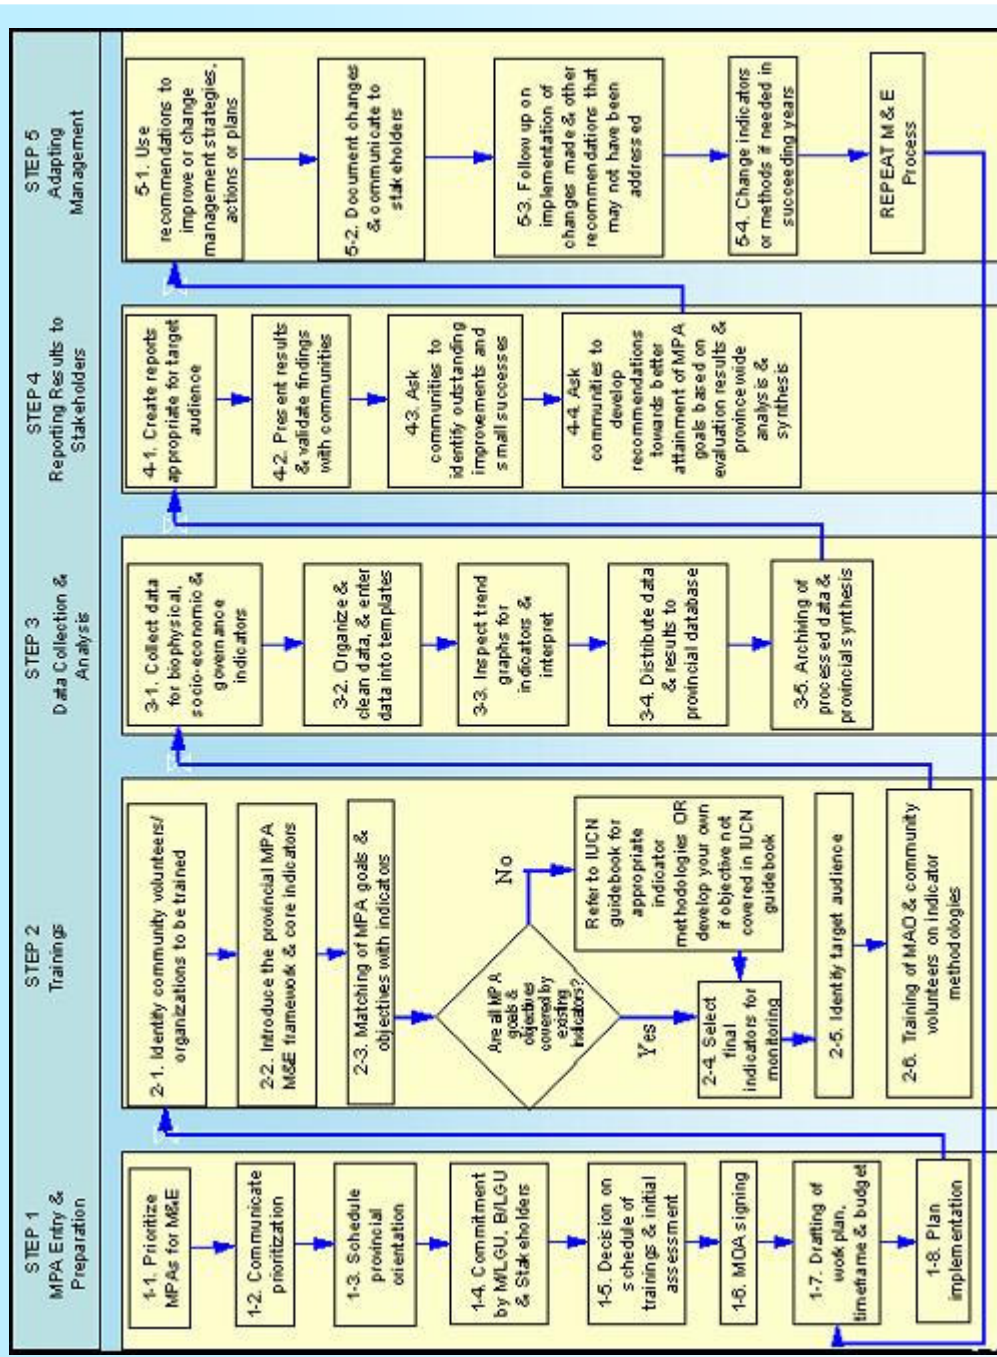 STEP 1
MPA Entry &
Preparation
1-1. Prioritize
MPAs for M&E
1-2. Communicate
prioritization
1-3. Schedule
provincial
orientation
1-4. Commitment
by M/LGU, B/LGU
& Stakeholders
1-5. Decision on
schedule of
trainings & initial
assessment
1-6. MOA signing
1-7. Drafting of
workplan,
timeframe & budget
1-8. Plan
implementation
STEP 2
Trainings
2-1. Identify community volunteers/
organizations to be trained
2-2. Introduce the provincial MPA
M&E framework & core indicators
2-3. Matching of MPA goals &
objectives with indicators
Are all MPA
goals &
objectives
covered by
existing
indicators?
No
Refer to IUCN
guidebook for
appropriate
indicator
methodologies OR
develop your own
if objective not
covered in IUCN
guidebook
Yes
2-4. Select
final
indicators for
monitoring
2-5. Identify target audience
2-6. Training of MAO & community
volunteers on indicator
methodologies
STEP 3
Data Collection &
Analysis
3-1. Collect data
for biophysical,
socio-economic &
governance
indicators
3-2. Organize &
clean data, & enter
data into templates
3-3. Inspect trend
graphs for
indicators &
interpret
3-4. Distribute data
& results to
provincial database
3-5. Archiving of
processed data &
provincial synthesis
STEP 4
Reporting Results to
Stakeholders
4-1. Create reports
appropriate for target
audience
4-2. Present results
& validate findings
with communities
4-3. Ask
communities to
identify outstanding
improvements and
small successes
4-4. Ask
communities to
develop
recommendations
towards better
attainment of MPA
goals based on
evaluation results &
province wide
analysis &
synthesis
STEP 5
Adapting
Management
5-1. Use
recommendations to
improve or change
management strategies,
actions or plans
5-2. Document changes
& communicate to
stakeholders
5-3. Follow up on
implementation of
changes made & other
recommendations that
may not have been
addressed
5-4. Change indicators
or methods if needed in
succeeding years
REPEAT M & E
Process